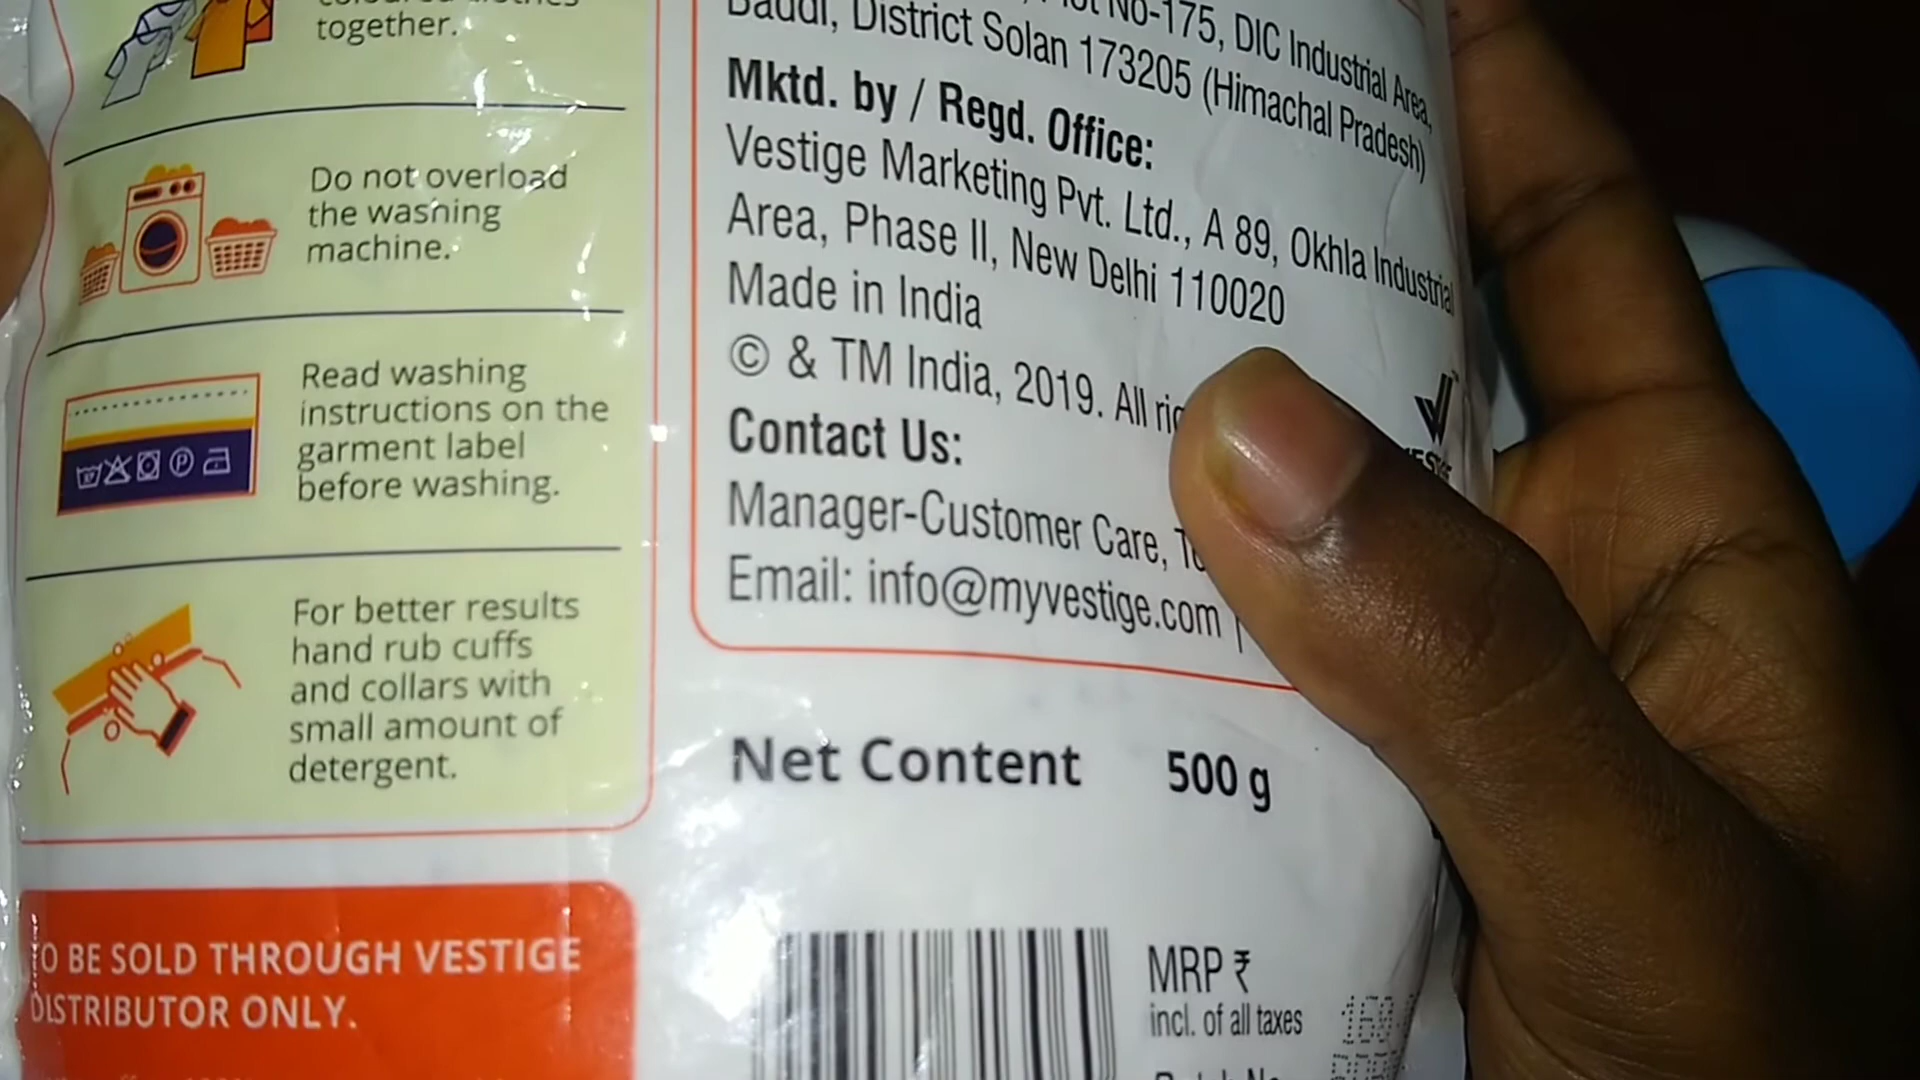 together.
Do not overload
the washing
machine.
Read washing
instructions on the
garment label
before washing.
For better results
hand rub cuffs
and collars with
small amount of
detergent.
TO BE SOLD THROUGH VESTIGE
DISTRIBUTOR ONLY.
No-175, DIC Industrial Area,
Baddi, District Solan 173205 (Himachal Pradesh)
Mktd. by / Regd. Office:
Vestige Marketing Pvt. Ltd., A 89, Okhla Industrial
Area, Phase II, New Delhi 110020
Made in India
© & TM India, 2019. All
Contact Us:
Manager-Customer Care,
Email: info@myvestige.com |
Net Content 500 g
MRP ₹
incl. of all taxes